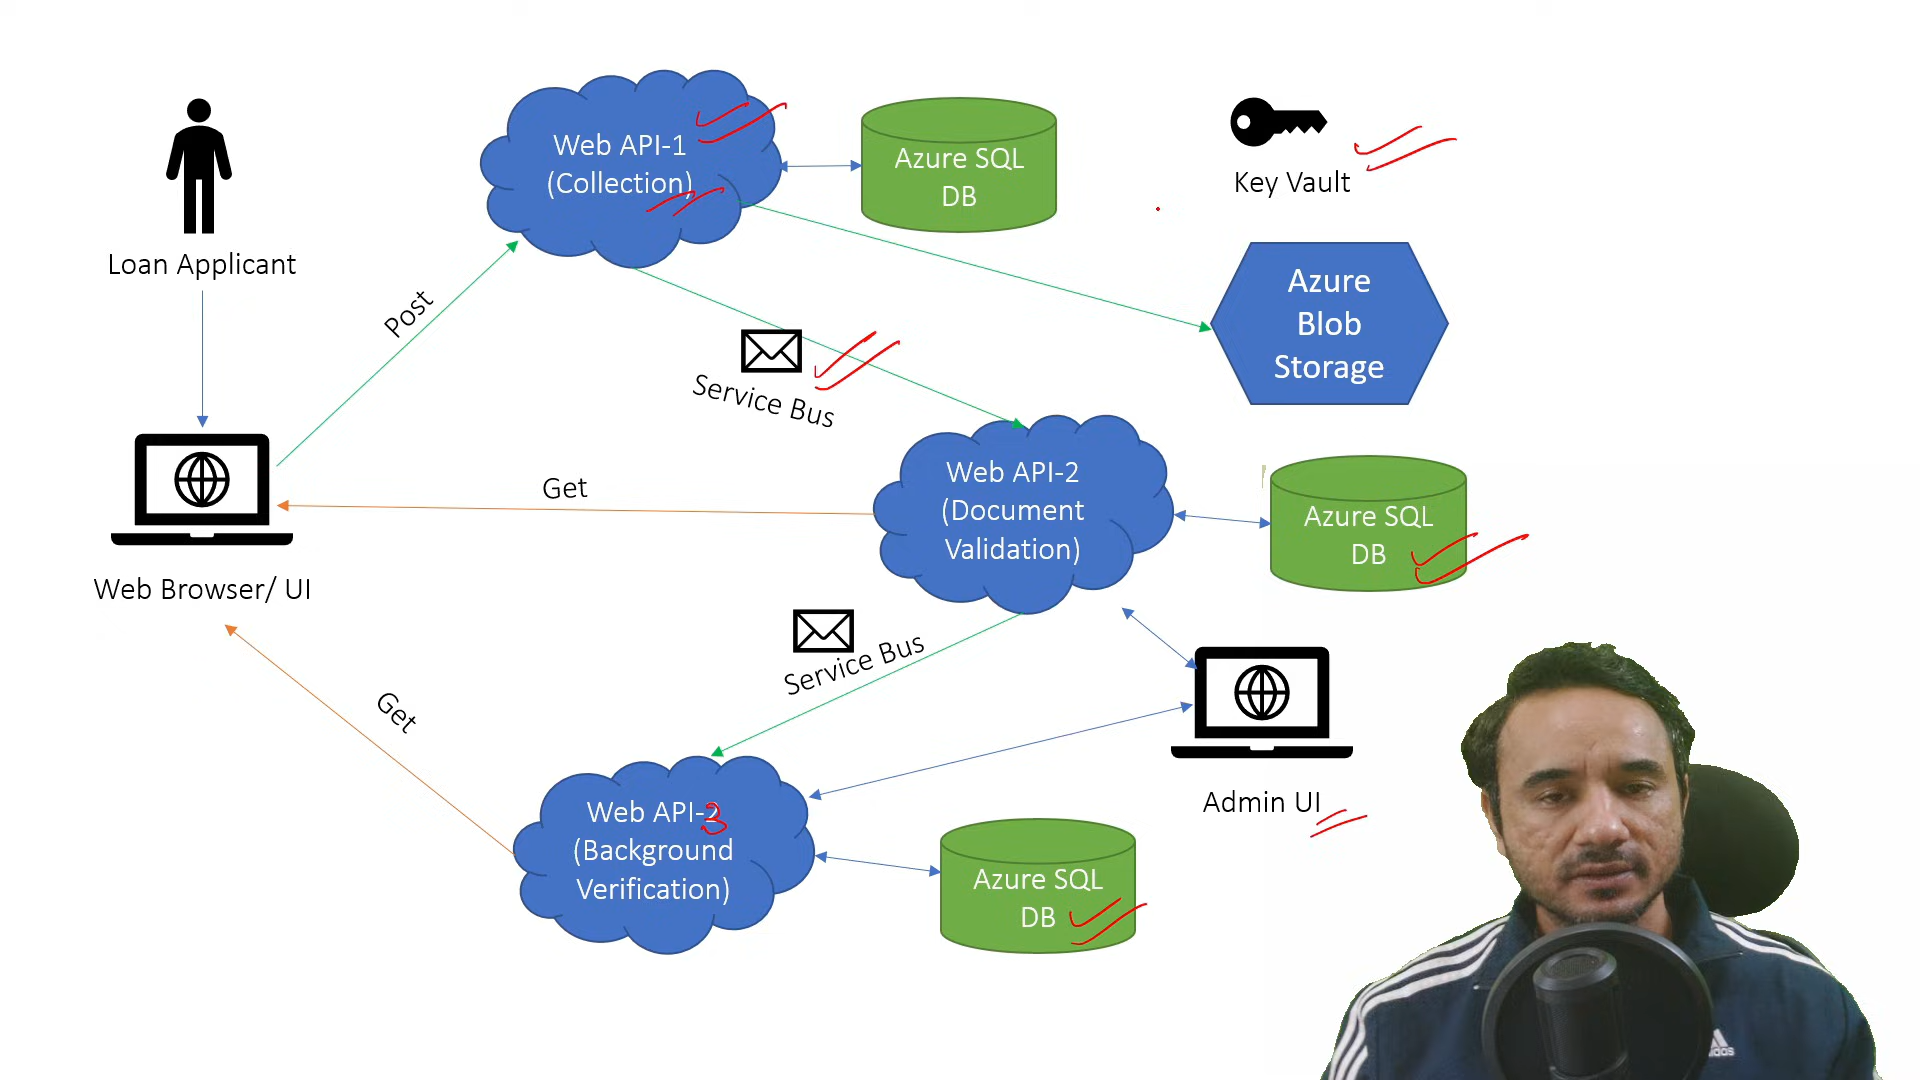 Web API-1
(Collection)
Azure SQL
DB
Key Vault
Loan Applicant
Post
Azure
Blob
Storage
Service Bus
Get
Web API-2
(Document
Validation)
Azure SQL
DB
Web Browser/ UI
Service Bus
Get
Admin UI
Web API-3
(Background
Verification)
Azure SQL
DB
adidas